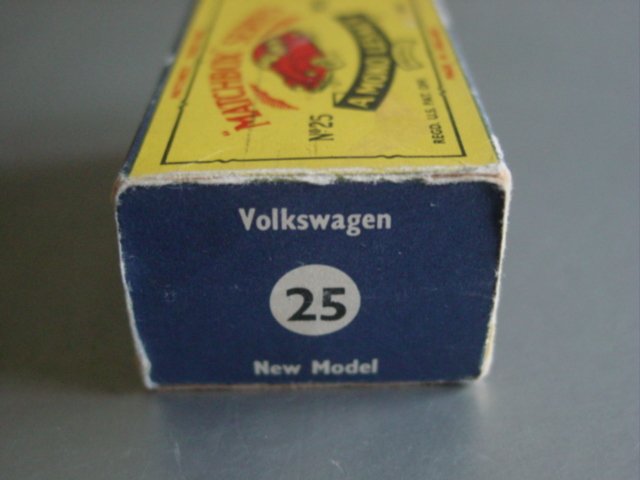 "MATCHBOX" SERIES
A MOKO LESNEY
Nº25
REGD. U.S. PAT. OFF.
Volkswagen
25
New Model